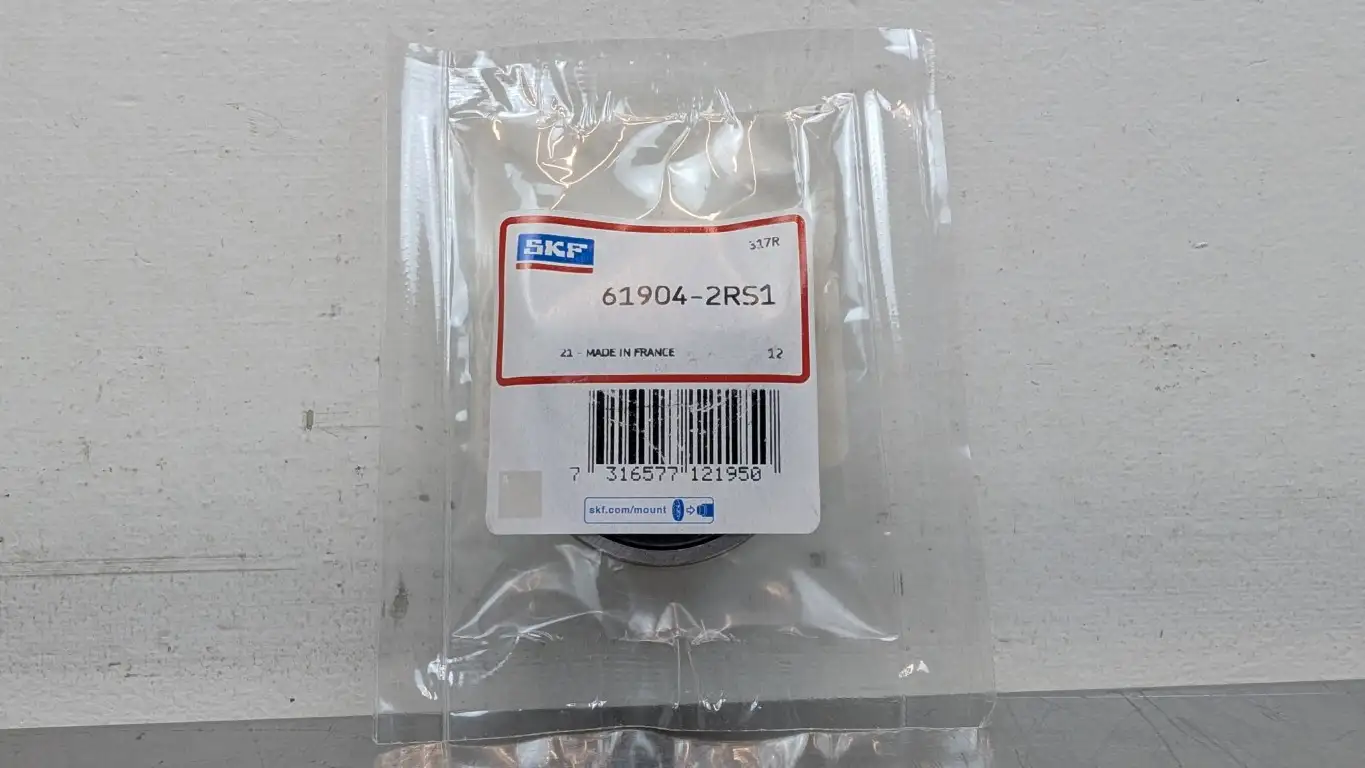 SKF
317R
61904-2RS1
21 - MADE IN FRANCE 12
7 316577 121950
skf.com/mount